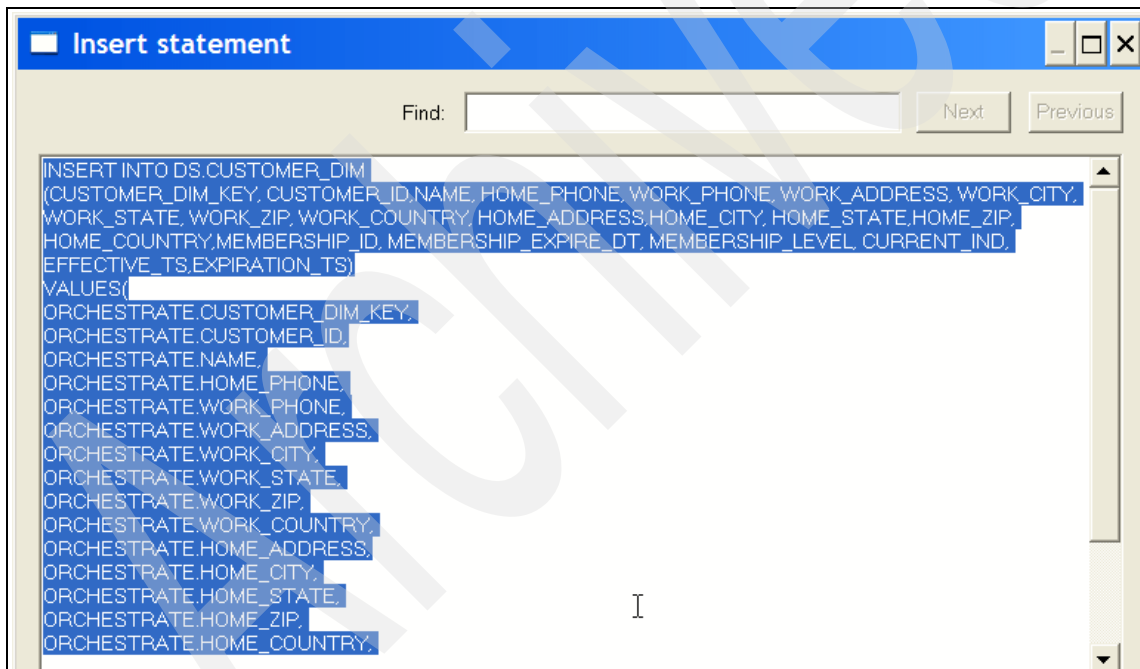 Insert statement
Find:
Next
Previous
INSERT INTO DS.CUSTOMER_DIM
(CUSTOMER_DIM_KEY, CUSTOMER_ID,NAME, HOME_PHONE, WORK_PHONE, WORK_ADDRESS, WORK_CITY,
WORK_STATE, WORK_ZIP, WORK_COUNTRY, HOME_ADDRESS,HOME_CITY, HOME_STATE,HOME_ZIP,
HOME_COUNTRY,MEMBERSHIP_ID, MEMBERSHIP_EXPIRE_DT, MEMBERSHIP_LEVEL, CURRENT_IND,
EFFECTIVE_TS,EXPIRATION_TS)
VALUES(
ORCHESTRATE.CUSTOMER_DIM_KEY,
ORCHESTRATE.CUSTOMER_ID,
ORCHESTRATE.NAME,
ORCHESTRATE.HOME_PHONE,
ORCHESTRATE.WORK_PHONE,
ORCHESTRATE.WORK_ADDRESS,
ORCHESTRATE.WORK_CITY,
ORCHESTRATE.WORK_STATE,
ORCHESTRATE.WORK_ZIP,
ORCHESTRATE.WORK_COUNTRY,
ORCHESTRATE.HOME_ADDRESS,
ORCHESTRATE.HOME_CITY,
ORCHESTRATE.HOME_STATE,
ORCHESTRATE.HOME_ZIP,
ORCHESTRATE.HOME_COUNTRY,